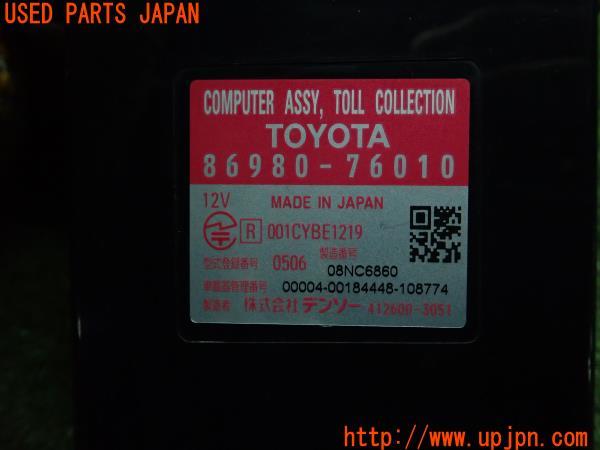 USED PARTS JAPAN
COMPUTER ASSY, TOLL COLLECTION
TOYOTA
86980-76010
12V MADE IN JAPAN
R 001CYBE1219
型式登録番号 0506 製造番号 08NC6860
車載器管理番号 00004-00184448-108774
製造者 株式会社デンソー 412600-3051
http://www.upjpn.com